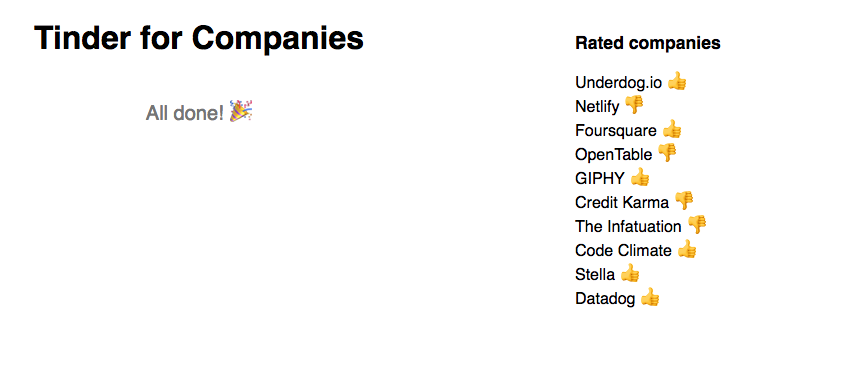 Tinder for Companies
All done! 🎉
Rated companies
Underdog.io 👍
Netlify 👎
Foursquare 👍
OpenTable 👎
GIPHY 👍
Credit Karma 👎
The Infatuation 👎
Code Climate 👍
Stella 👍
Datadog 👍